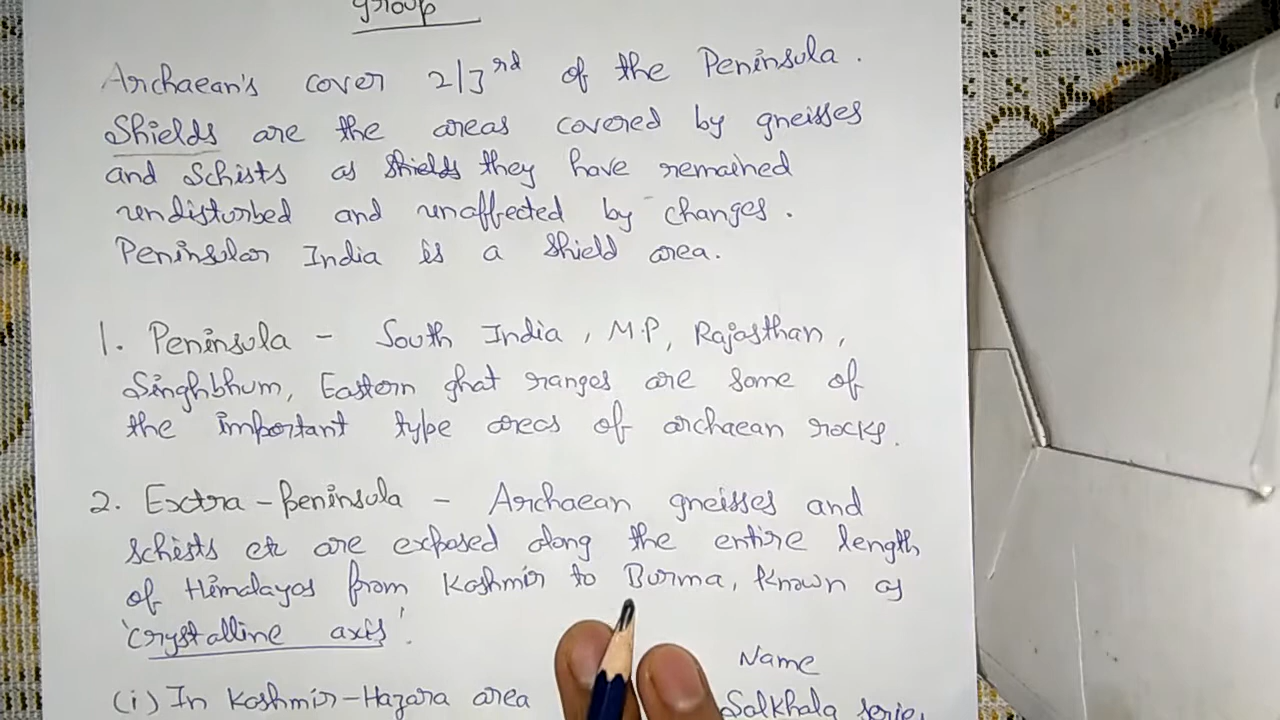 group
Archaean's cover 2/3rd of the Peninsula.
Shields are the areas covered by gneisses
and Schists as shields they have remained
undisturbed and unaffected by changes.
Peninsular India is a shield area.
1. Peninsula - South India, M.P, Rajasthan,
Singhbhum, Eastern ghat ranges are some of
the important type areas of archaean rocks.
2. Extra-peninsula - Archaean gneisses and
schists etc are exposed along the entire length
of Himalayas from Kashmir to Burma, known as
'crystalline axis'.
Name
(i) In Kashmir-Hazara area Salkhala series